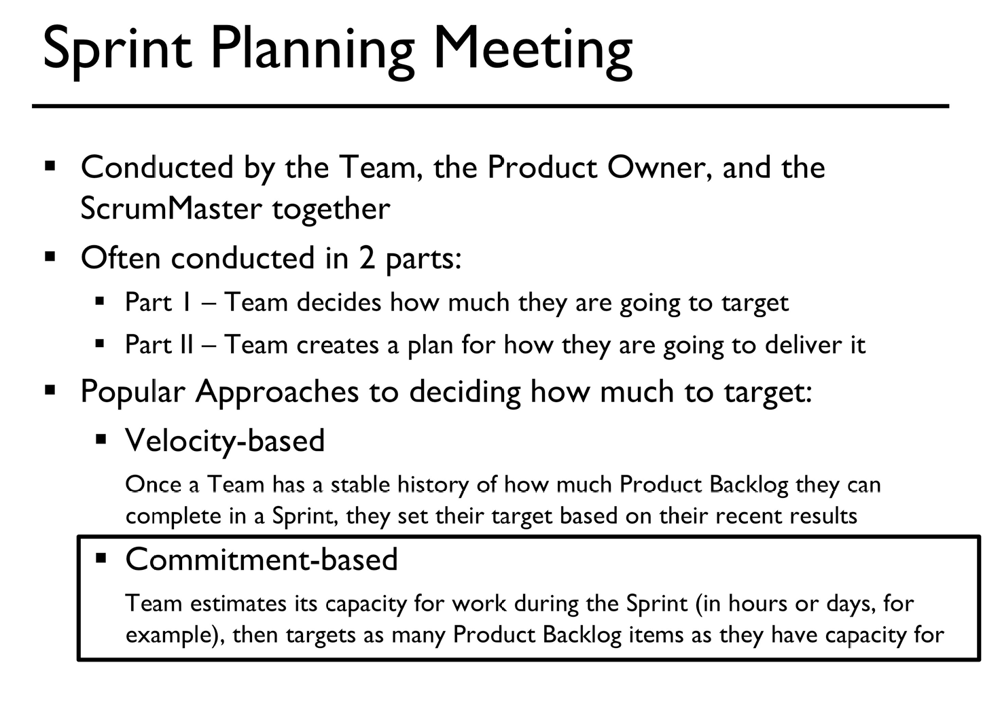 Sprint Planning Meeting
▪ Conducted by the Team, the Product Owner, and the
ScrumMaster together
▪ Often conducted in 2 parts:
▪ Part I – Team decides how much they are going to target
▪ Part II – Team creates a plan for how they are going to deliver it
▪ Popular Approaches to deciding how much to target:
▪ Velocity-based
Once a Team has a stable history of how much Product Backlog they can
complete in a Sprint, they set their target based on their recent results
▪ Commitment-based
Team estimates its capacity for work during the Sprint (in hours or days, for
example), then targets as many Product Backlog items as they have capacity for